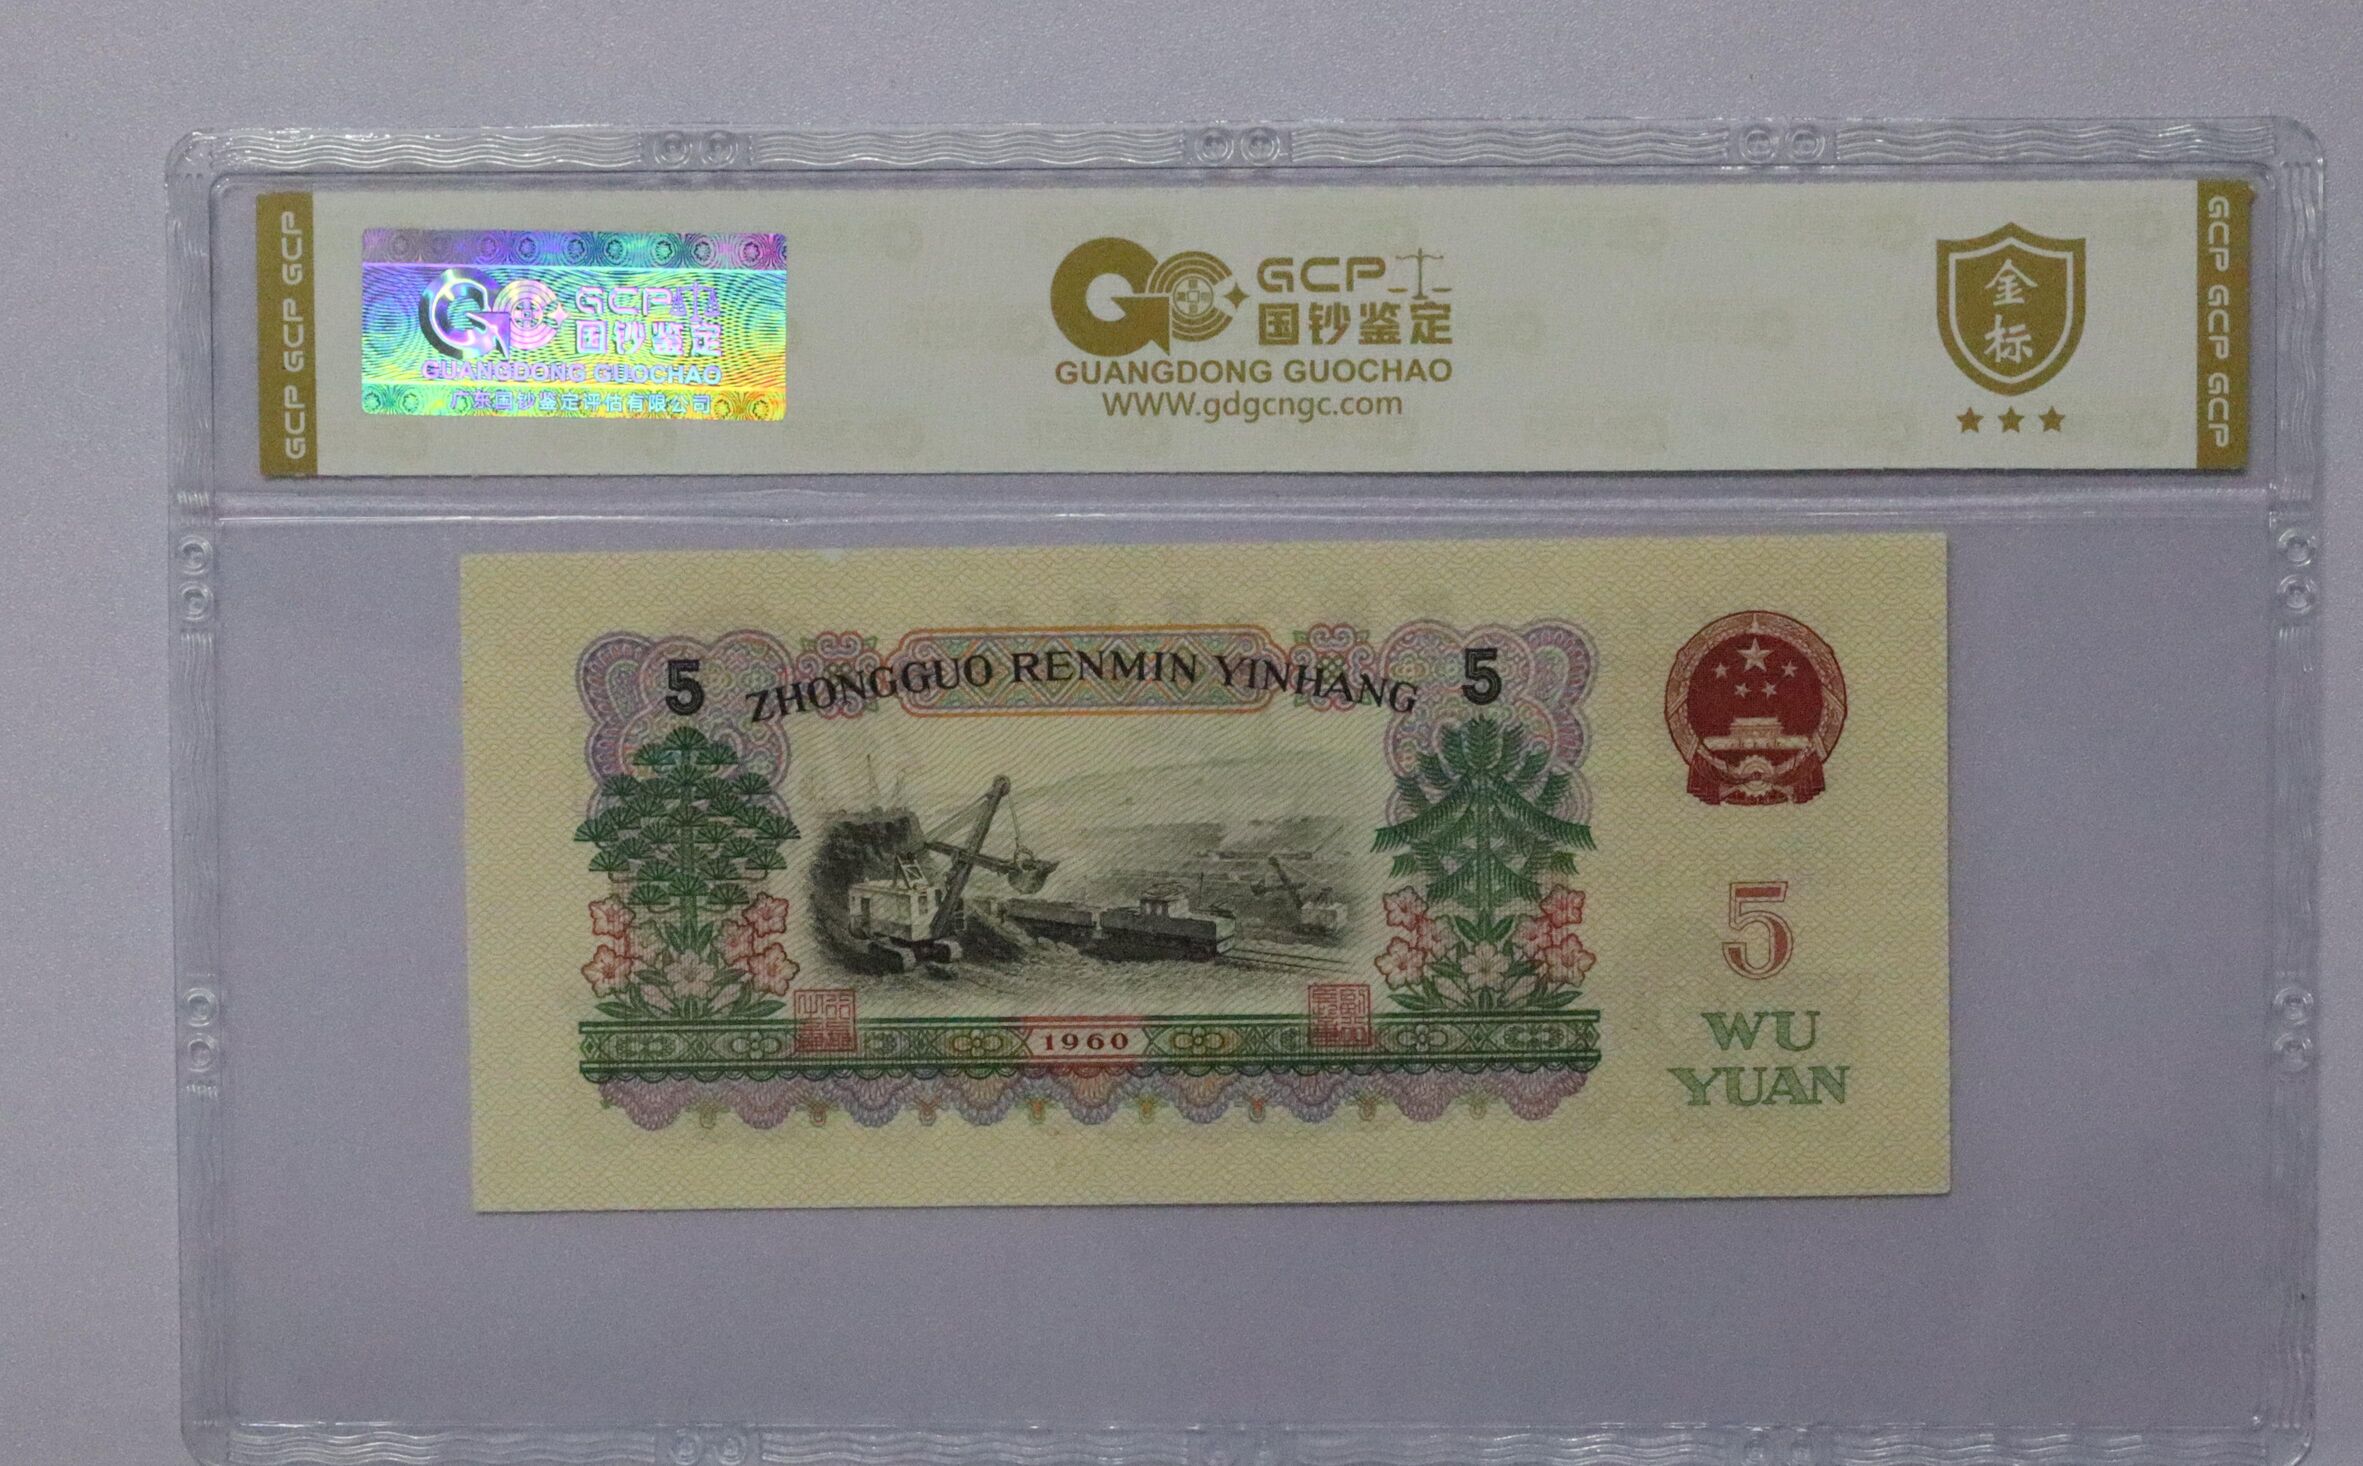 GCP GCP GCP
GCP
国钞鉴定
GUANGDONG GUOCHAO
广东国钞鉴定评估有限公司
GCP
国钞鉴定
GUANGDONG GUOCHAO
WWW.gdgcngc.com
金
标
GCP GCP GCP
5
ZHONGGUO RENMIN YINHANG
5
1960
5
WU
YUAN